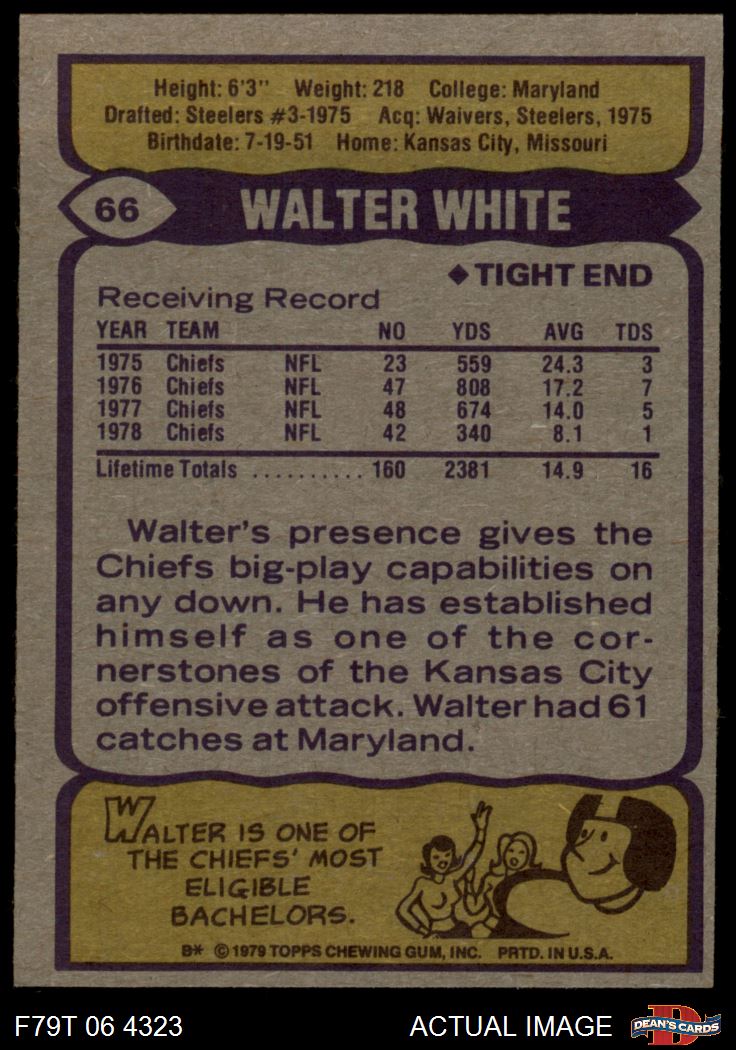 Height: 6'3" Weight: 218 College: Maryland
Drafted: Steelers #3-1975 Acq: Waivers, Steelers, 1975
Birthdate: 7-19-51 Home: Kansas City, Missouri
66 WALTER WHITE
◆ TIGHT END
Receiving Record
YEAR TEAM NO YDS AVG TDS
1975 Chiefs NFL 23 559 24.3 3
1976 Chiefs NFL 47 808 17.2 7
1977 Chiefs NFL 48 674 14.0 5
1978 Chiefs NFL 42 340 8.1 1
Lifetime Totals .......... 160 2381 14.9 16
Walter's presence gives the
Chiefs big-play capabilities on
any down. He has established
himself as one of the cor-
nerstones of the Kansas City
offensive attack. Walter had 61
catches at Maryland.
WALTER IS ONE OF
THE CHIEFS' MOST
ELIGIBLE
BACHELORS.
B* © 1979 TOPPS CHEWING GUM, INC. PRTD. IN U.S.A.
F79T 06 4323 ACTUAL IMAGE D DEAN'S CARDS